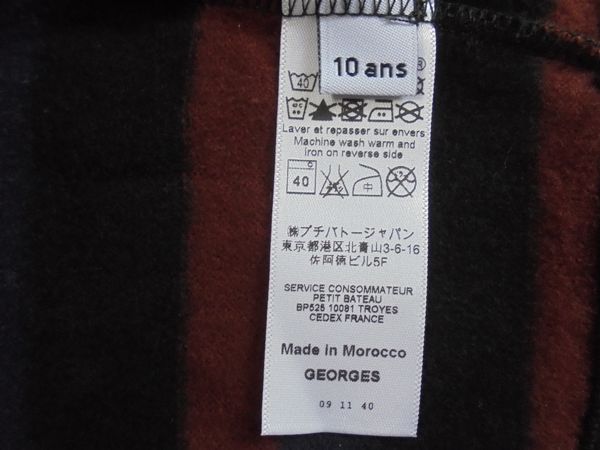 10 ans
®
40
Laver et repasser sur envers
Machine wash warm and
iron on reverse side
40 中
㈱プチバトージャパン
東京都港区北青山3-6-16
佐阿徳ビル5F
SERVICE CONSOMMATEUR
PETIT BATEAU
BP525 10081 TROYES
CEDEX FRANCE
Made in Morocco
GEORGES
09 11 40